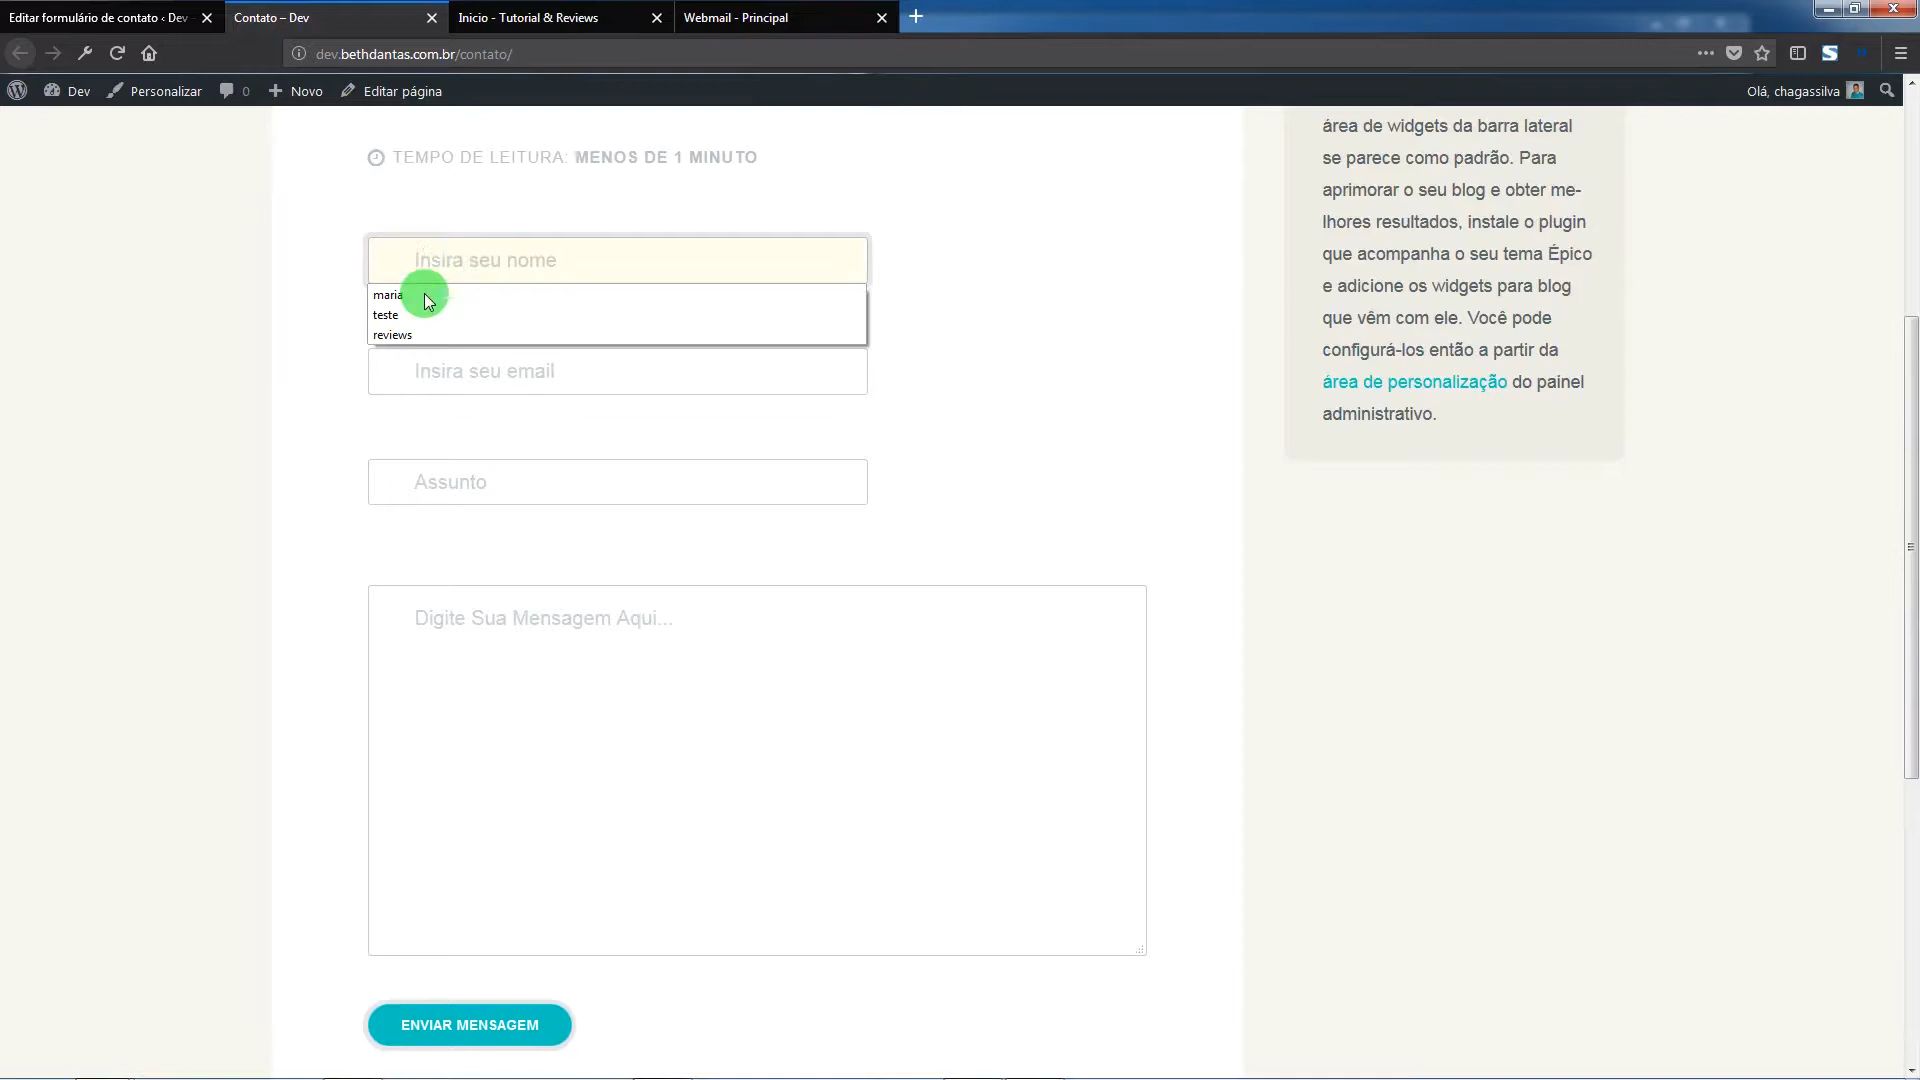 Editar formulário de contato ‹ Dev
Contato – Dev
Inicio - Tutorial & Reviews
Webmail - Principal
dev.bethdantas.com.br/contato/
Dev
Personalizar
0
Novo
Editar página
Olá, chagassilva
TEMPO DE LEITURA: MENOS DE 1 MINUTO
Insira seu nome
maria
teste
reviews
Insira seu email
Assunto
Digite Sua Mensagem Aqui...
ENVIAR MENSAGEM
área de widgets da barra lateral
se parece como padrão. Para
aprimorar o seu blog e obter me-
lhores resultados, instale o plugin
que acompanha o seu tema Épico
e adicione os widgets para blog
que vêm com ele. Você pode
configurá-los então a partir da
área de personalização do painel
administrativo.